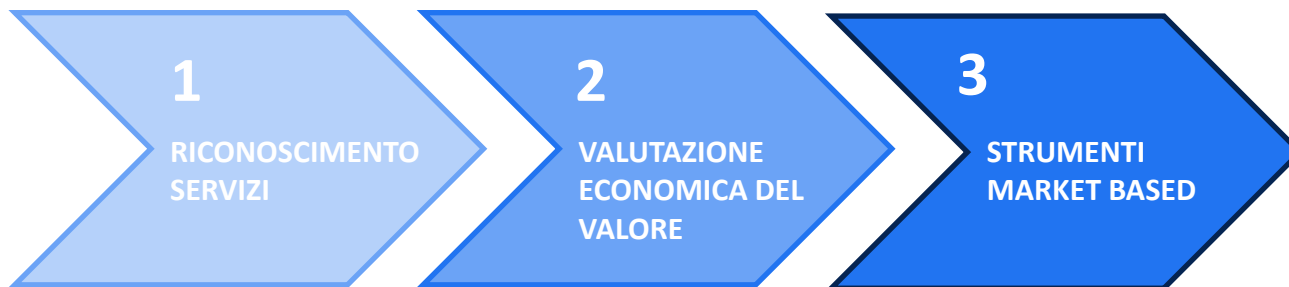 1
RICONOSCIMENTO
SERVIZI
2
VALUTAZIONE
ECONOMICA DEL
VALORE
3
STRUMENTI
MARKET BASED